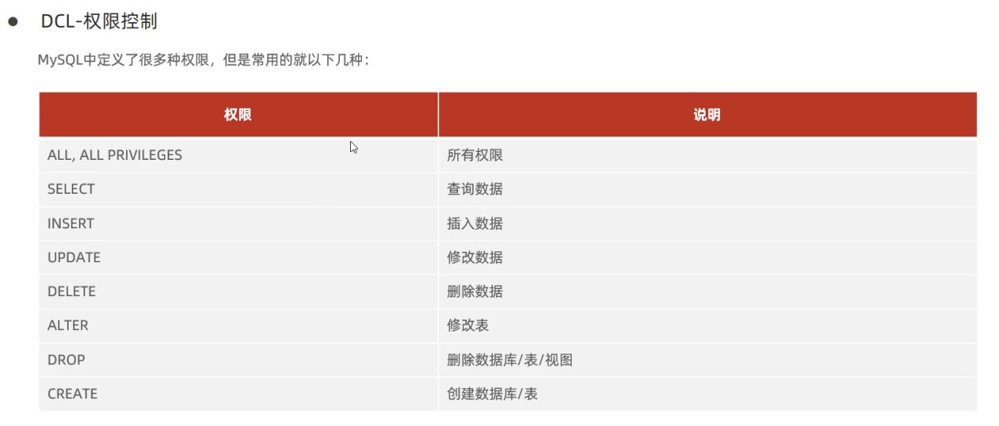 DCL-权限控制
MySQL中定义了很多种权限，但是常用的就以下几种：
权限 说明
ALL, ALL PRIVILEGES 所有权限
SELECT 查询数据
INSERT 插入数据
UPDATE 修改数据
DELETE 删除数据
ALTER 修改表
DROP 删除数据库/表/视图
CREATE 创建数据库/表